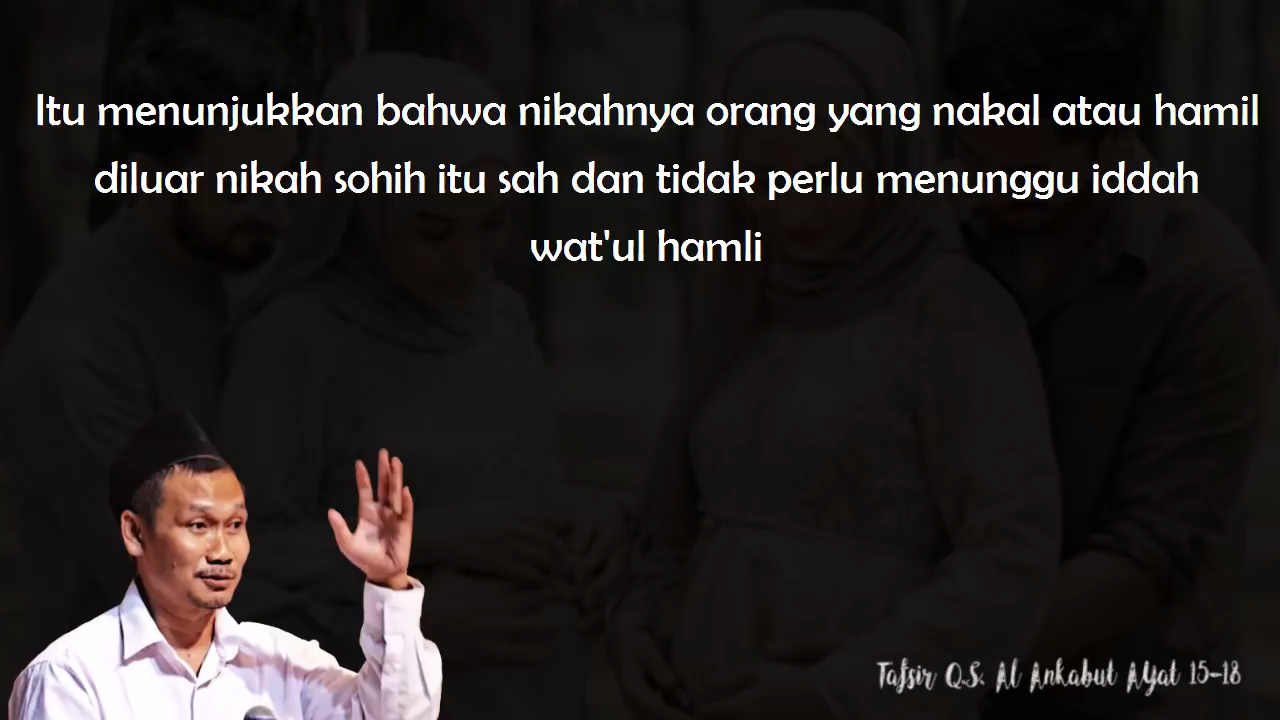 Itu menunjukkan bahwa nikahnya orang yang nakal atau hamil
diluar nikah sohih itu sah dan tidak perlu menunggu iddah
wat'ul hamli
Tafsir Q.S. Al Ankabut Ayat 15-18